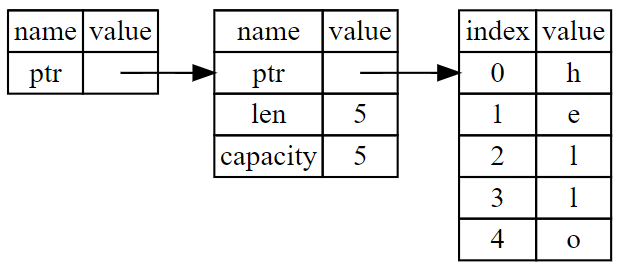 name value name value index value
ptr ptr 0 h
len 5 1 e
capacity 5 2 l
3 l
4 o